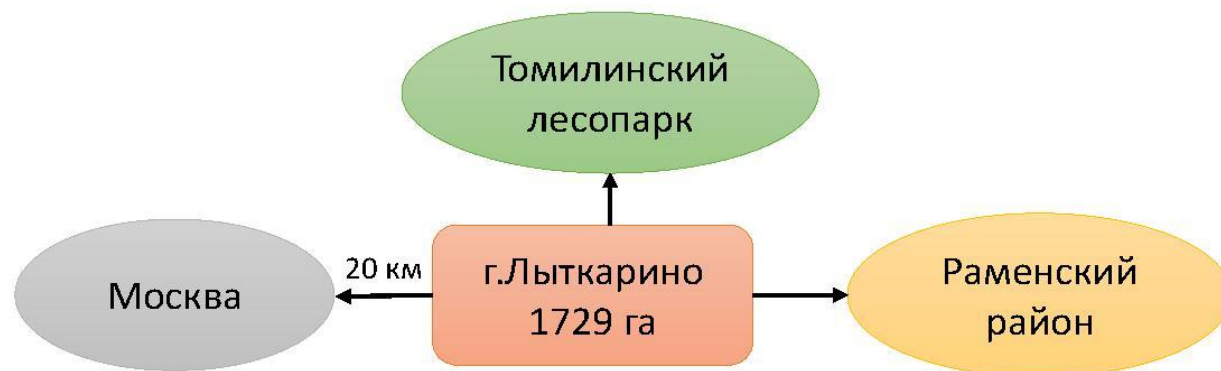 Томилинский
лесопарк
20 км
Москва
г.Лыткарино
1729 га
Раменский
район